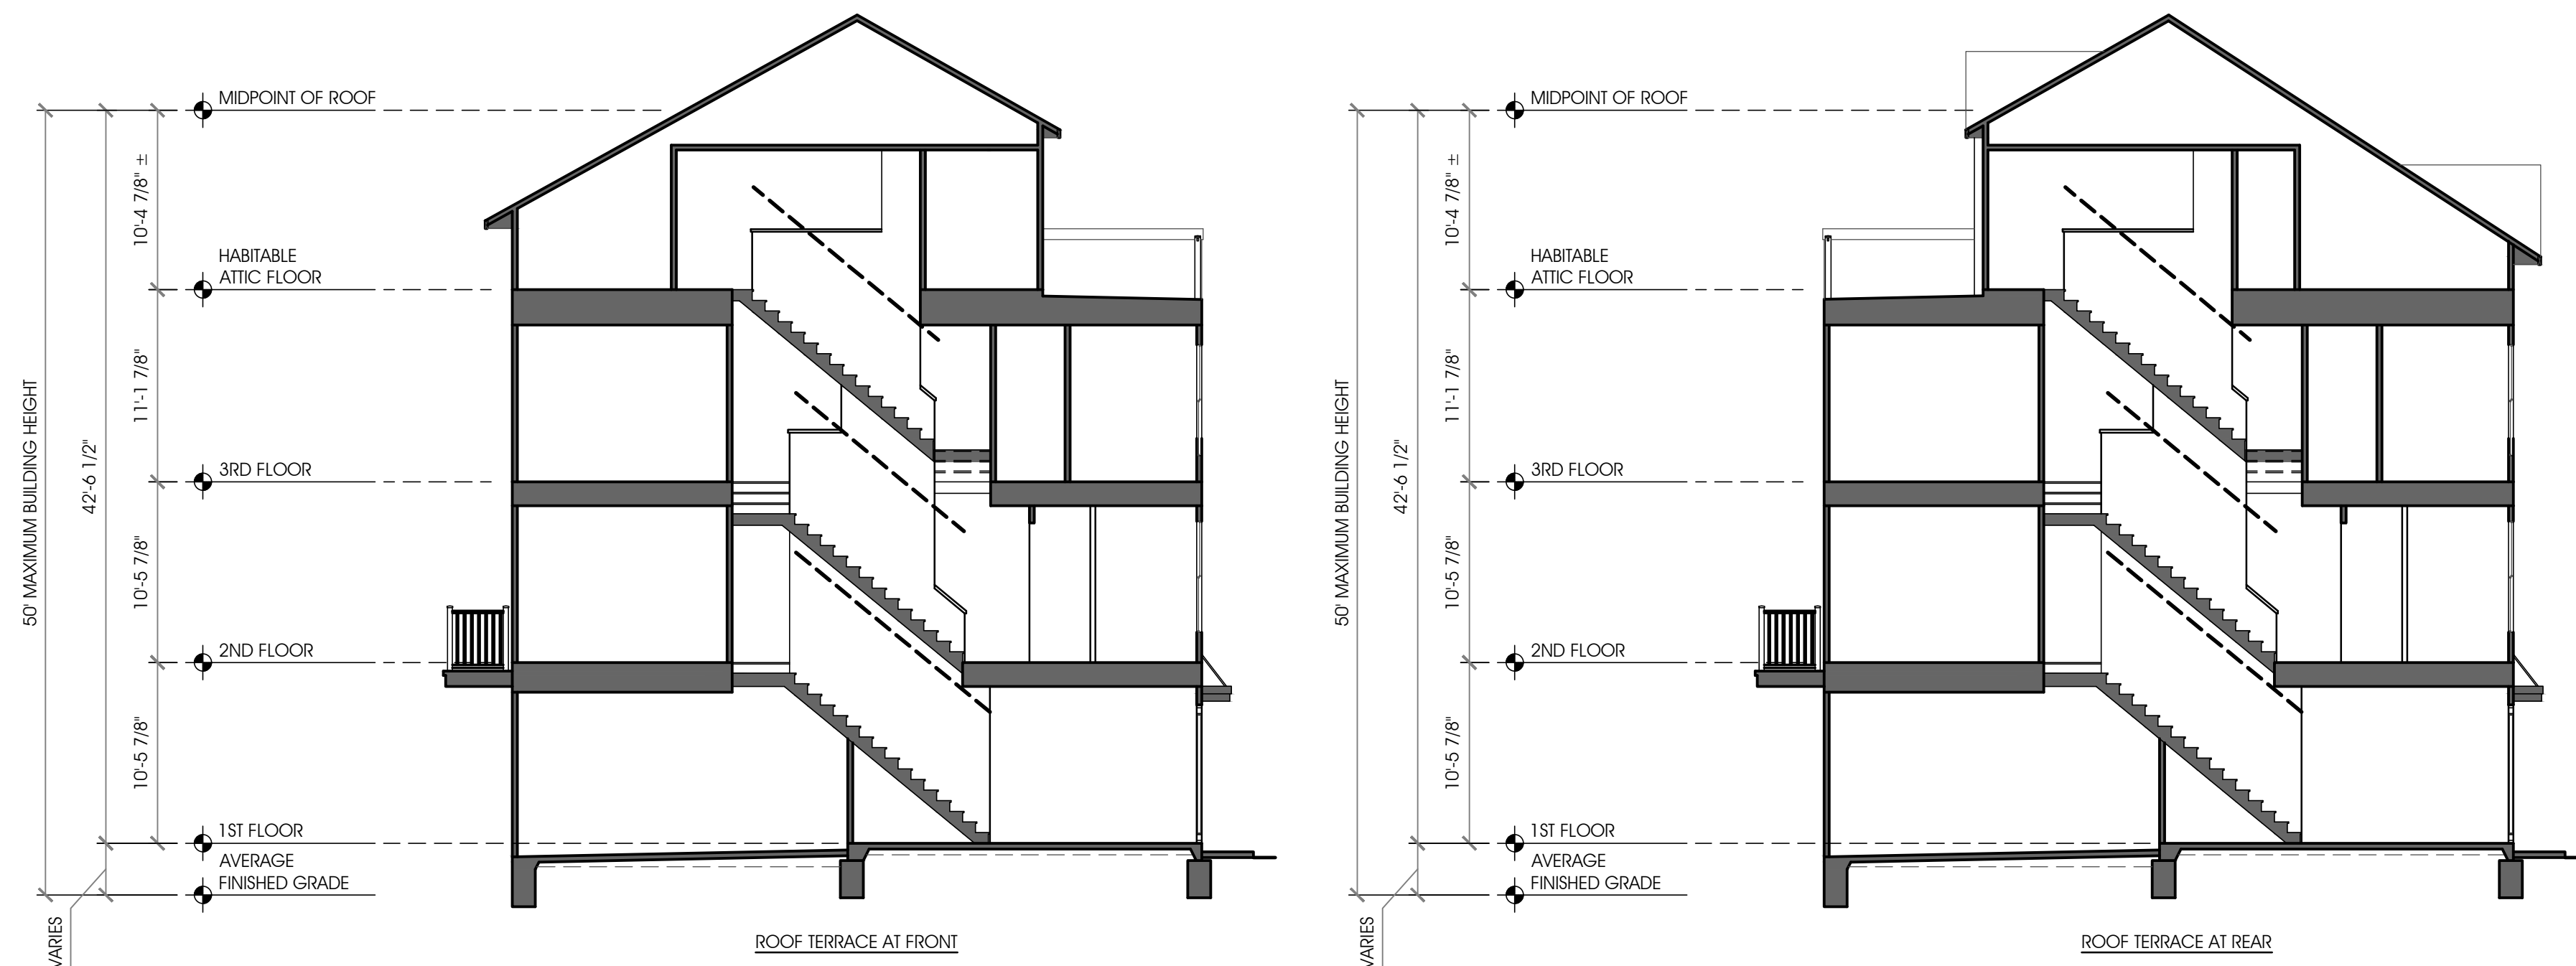 MIDPOINT OF ROOF
10'-4 7/8" ±
HABITABLE
ATTIC FLOOR
11'-1 7/8"
50' MAXIMUM BUILDING HEIGHT
42'-6 1/2"
3RD FLOOR
10'-5 7/8"
2ND FLOOR
10'-5 7/8"
1ST FLOOR
AVERAGE
FINISHED GRADE
VARIES
ROOF TERRACE AT FRONT
MIDPOINT OF ROOF
10'-4 7/8" ±
HABITABLE
ATTIC FLOOR
11'-1 7/8"
50' MAXIMUM BUILDING HEIGHT
42'-6 1/2"
3RD FLOOR
10'-5 7/8"
2ND FLOOR
10'-5 7/8"
1ST FLOOR
AVERAGE
FINISHED GRADE
VARIES
ROOF TERRACE AT REAR